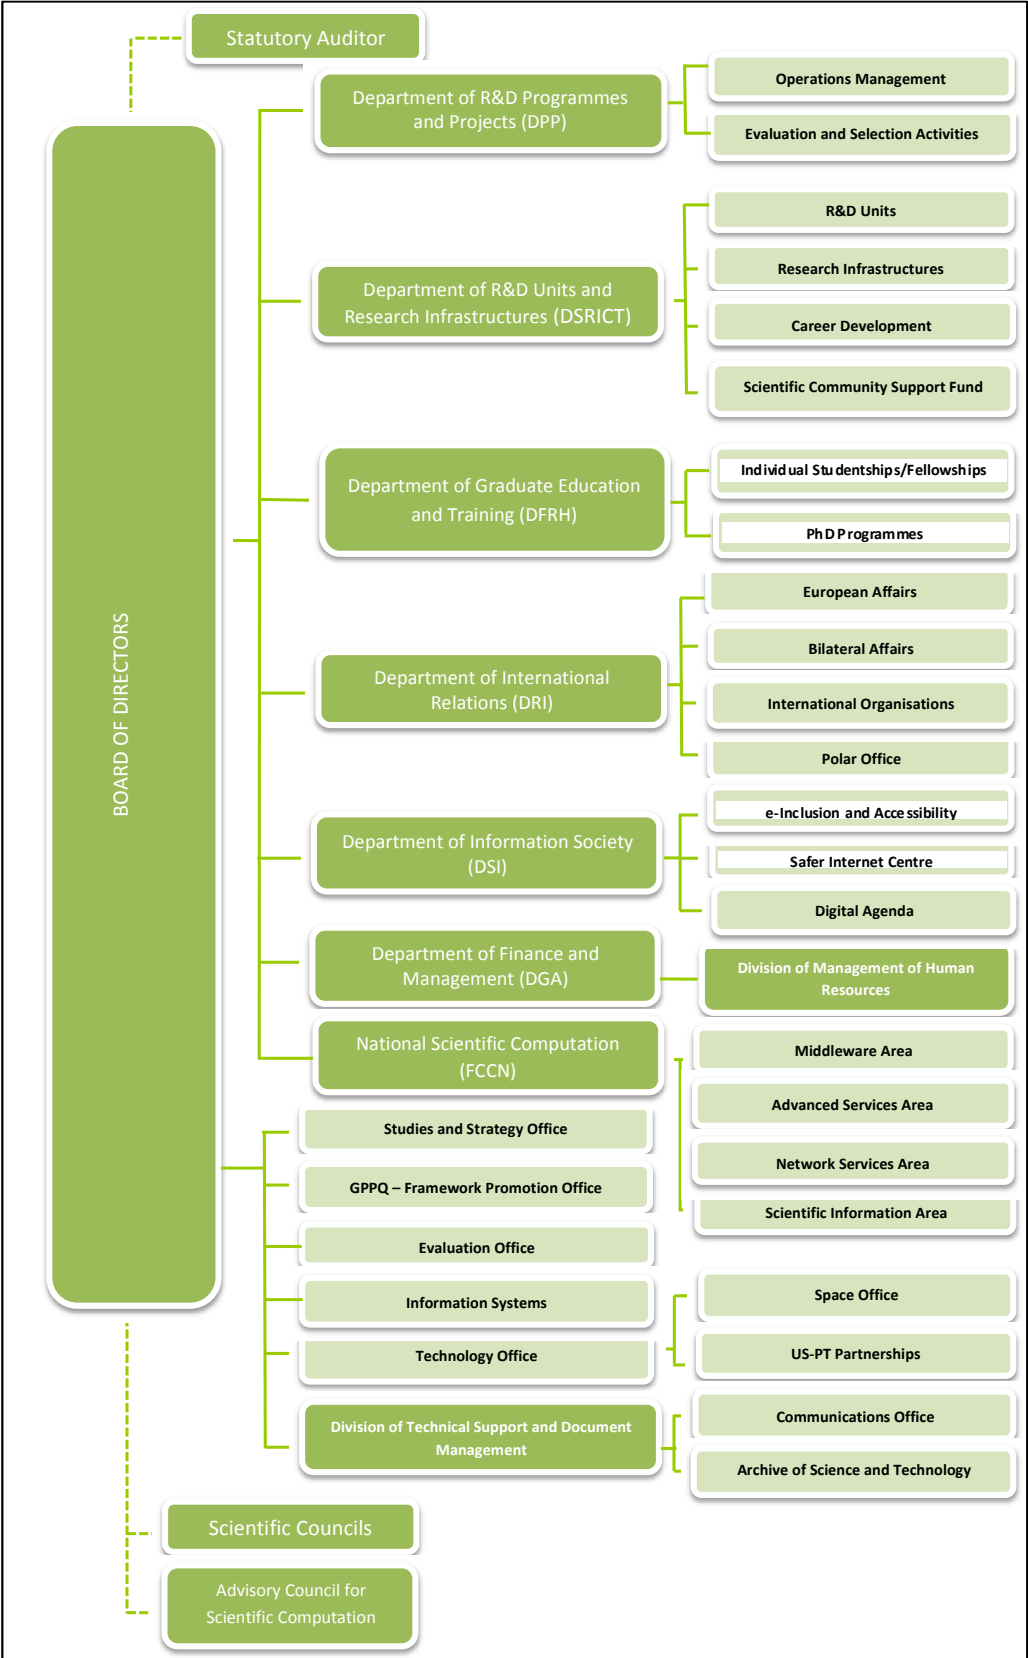 Statutory Auditor
BOARD OF DIRECTORS
Department of R&D Programmes
and Projects (DPP)
Operations Management
Evaluation and Selection Activities
Department of R&D Units and
Research Infrastructures (DSRICT)
R&D Units
Research Infrastructures
Career Development
Scientific Community Support Fund
Department of Graduate Education
and Training (DFRH)
Individual Studentships/Fellowships
PhD Programmes
Department of International
Relations (DRI)
European Affairs
Bilateral Affairs
International Organisations
Polar Office
Department of Information Society
(DSI)
e-Inclusion and Accessibility
Safer Internet Centre
Digital Agenda
Department of Finance and
Management (DGA)
Division of Management of Human
Resources
National Scientific Computation
(FCCN)
Middleware Area
Advanced Services Area
Network Services Area
Scientific Information Area
Studies and Strategy Office
GPPQ – Framework Promotion Office
Evaluation Office
Information Systems
Technology Office
Space Office
US-PT Partnerships
Division of Technical Support and Document
Management
Communications Office
Archive of Science and Technology
Scientific Councils
Advisory Council for
Scientific Computation